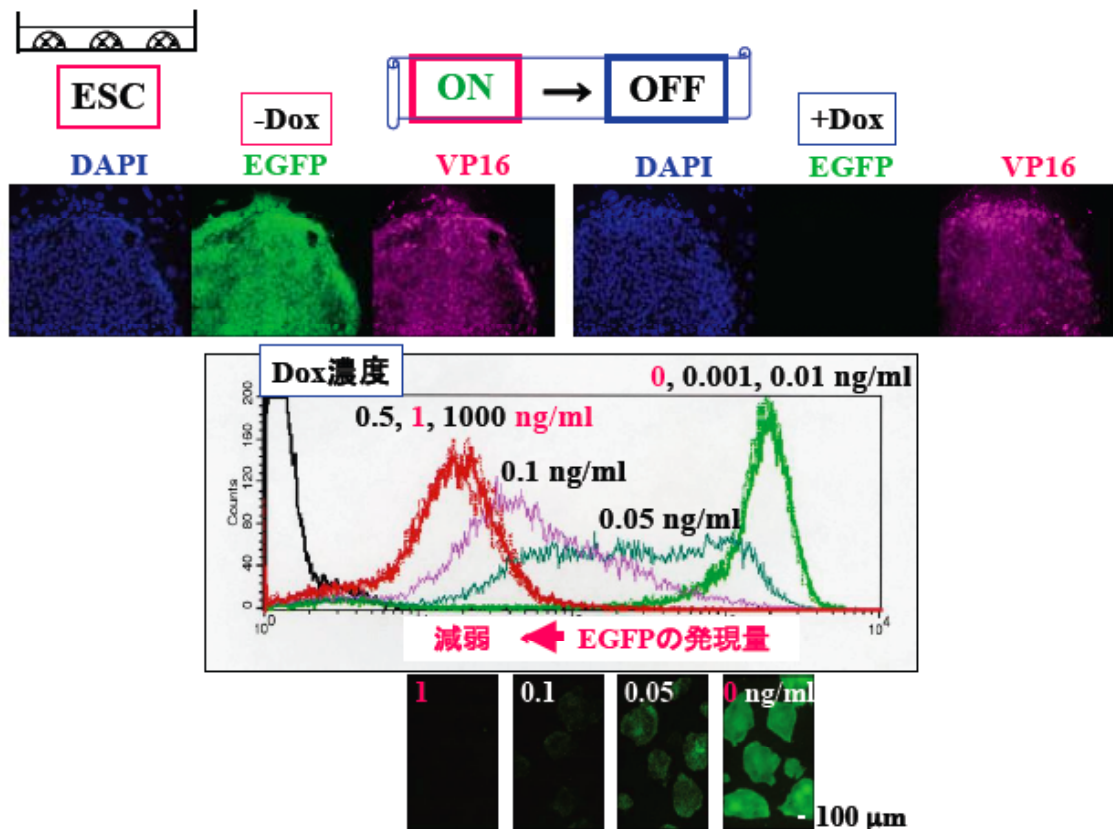 ESC
ON → OFF
-Dox
+Dox
DAPI EGFP VP16
DAPI EGFP VP16
Dox濃度
0, 0.001, 0.01 ng/ml
0.5, 1, 1000 ng/ml
0.1 ng/ml
0.05 ng/ml
Counts
200
160
120
80
40
0
10⁰
10⁴
減弱 ← EGFPの発現量
1
0.1
0.05
0 ng/ml
100 μm